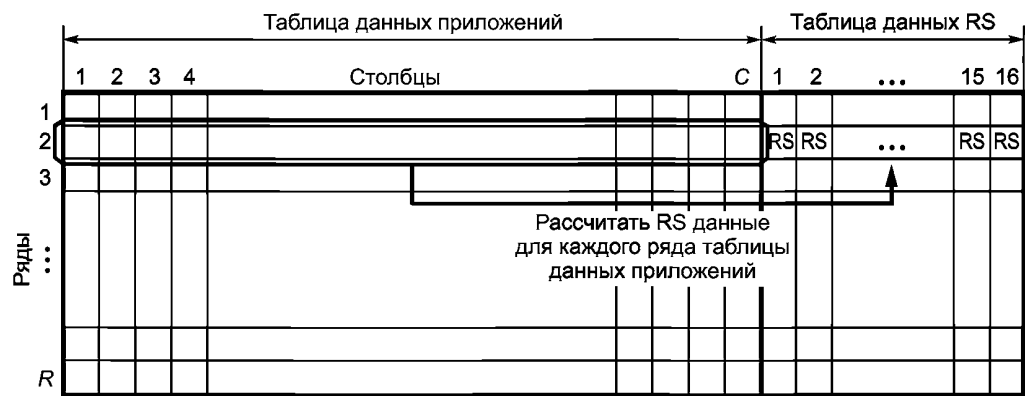 Таблица данных приложений Таблица данных RS
1 2 3 4 Столбцы C 1 2 ... 15 16
1
2 RS RS ... RS RS
3
Рассчитать RS данные
для каждого ряда таблицы
данных приложений
Ряды ...
R